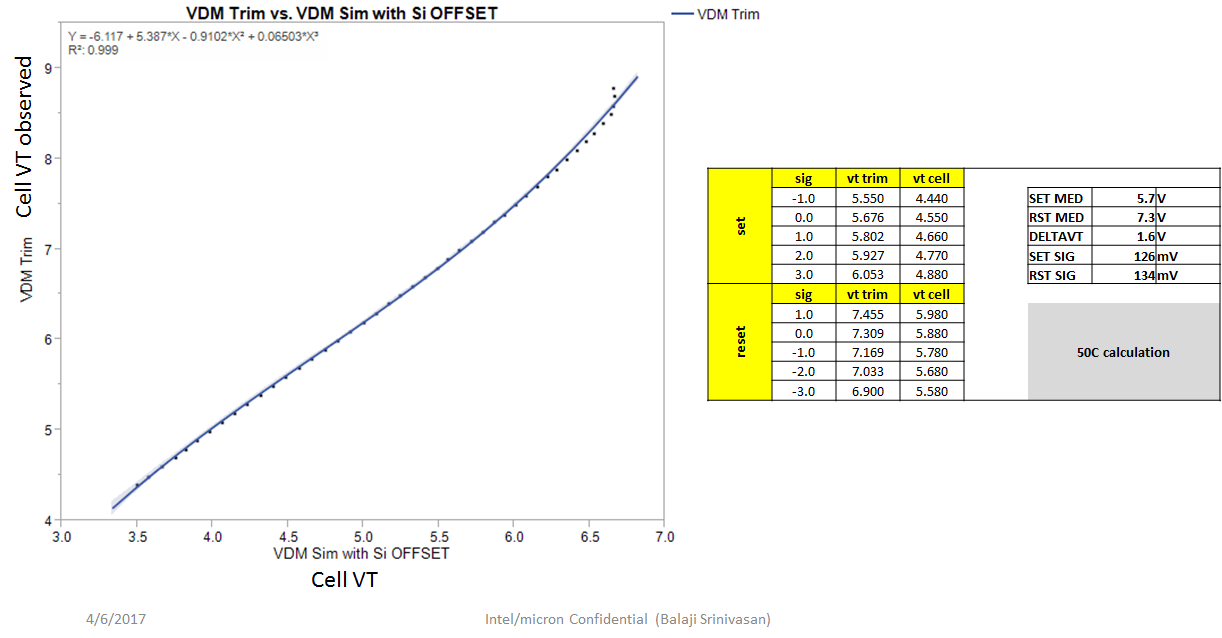 VDM Trim vs. VDM Sim with Si OFFSET
VDM Trim
Y = -6.117 + 5.387*X - 0.9102*X² + 0.06503*X³
R²: 0.999
Cell VT observed
VDM Trim
9
8
7
6
5
4
3.0 3.5 4.0 4.5 5.0 5.5 6.0 6.5 7.0
VDM Sim with Si OFFSET
Cell VT
set
sig vt trim vt cell
-1.0 5.550 4.440
0.0 5.676 4.550
1.0 5.802 4.660
2.0 5.927 4.770
3.0 6.053 4.880
reset
sig vt trim vt cell
1.0 7.455 5.980
0.0 7.309 5.880
-1.0 7.169 5.780
-2.0 7.033 5.680
-3.0 6.900 5.580
SET MED 5.7 V
RST MED 7.3 V
DELTAVT 1.6 V
SET SIG 126 mV
RST SIG 134 mV
50C calculation
4/6/2017
Intel/micron Confidential (Balaji Srinivasan)